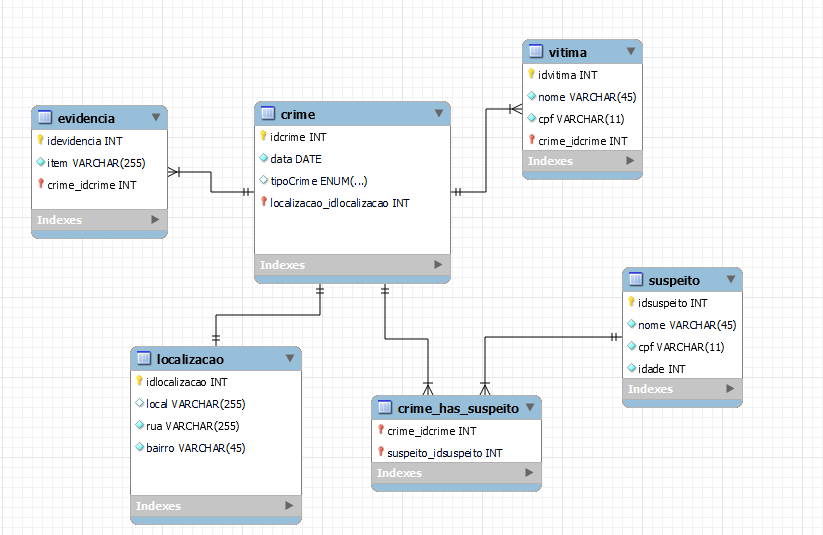 evidencia
idevidencia INT
item VARCHAR(255)
crime_idcrime INT
Indexes
crime
idcrime INT
data DATE
tipoCrime ENUM(...)
localizacao_idlocalizacao INT
Indexes
vitima
idvitima INT
nome VARCHAR(45)
cpf VARCHAR(11)
crime_idcrime INT
Indexes
suspeito
idsuspeito INT
nome VARCHAR(45)
cpf VARCHAR(11)
idade INT
Indexes
localizacao
idlocalizacao INT
local VARCHAR(255)
rua VARCHAR(255)
bairro VARCHAR(45)
Indexes
crime_has_suspeito
crime_idcrime INT
suspeito_idsuspeito INT
Indexes